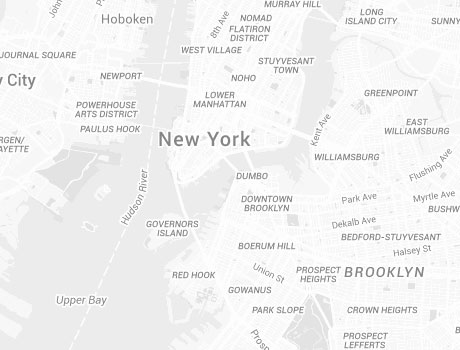 MURRAY HILL
Hoboken
8th Ave
NOMAD
FLATIRON
DISTRICT
LONG
ISLAND CITY
SUNNY
WEST VILLAGE
JOURNAL SQUARE
STUYVESANT
TOWN
y City
NEWPORT
NOHO
LOWER
MANHATTAN
GREENPOINT
POWERHOUSE
ARTS DISTRICT
PAULUS HOOK
Kent Ave
EAST
WILLIAMSBURG
New York
RGEN/
AYETTE
WILLIAMSBURG
Flushing Ave
Hudson River
DUMBO
DOWNTOWN
BROOKLYN
Park Ave
Myrtle Ave
BUSHW
GOVERNORS
ISLAND
Dekalb Ave
BEDFORD-STUYVESANT
BOERUM HILL
Halsey St
RED HOOK
Union St
PROSPECT
HEIGHTS
BROOKLYN
GOWANUS
Upper Bay
PARK SLOPE
CROWN HEIGHTS
PROSPECT
LEFFERTS